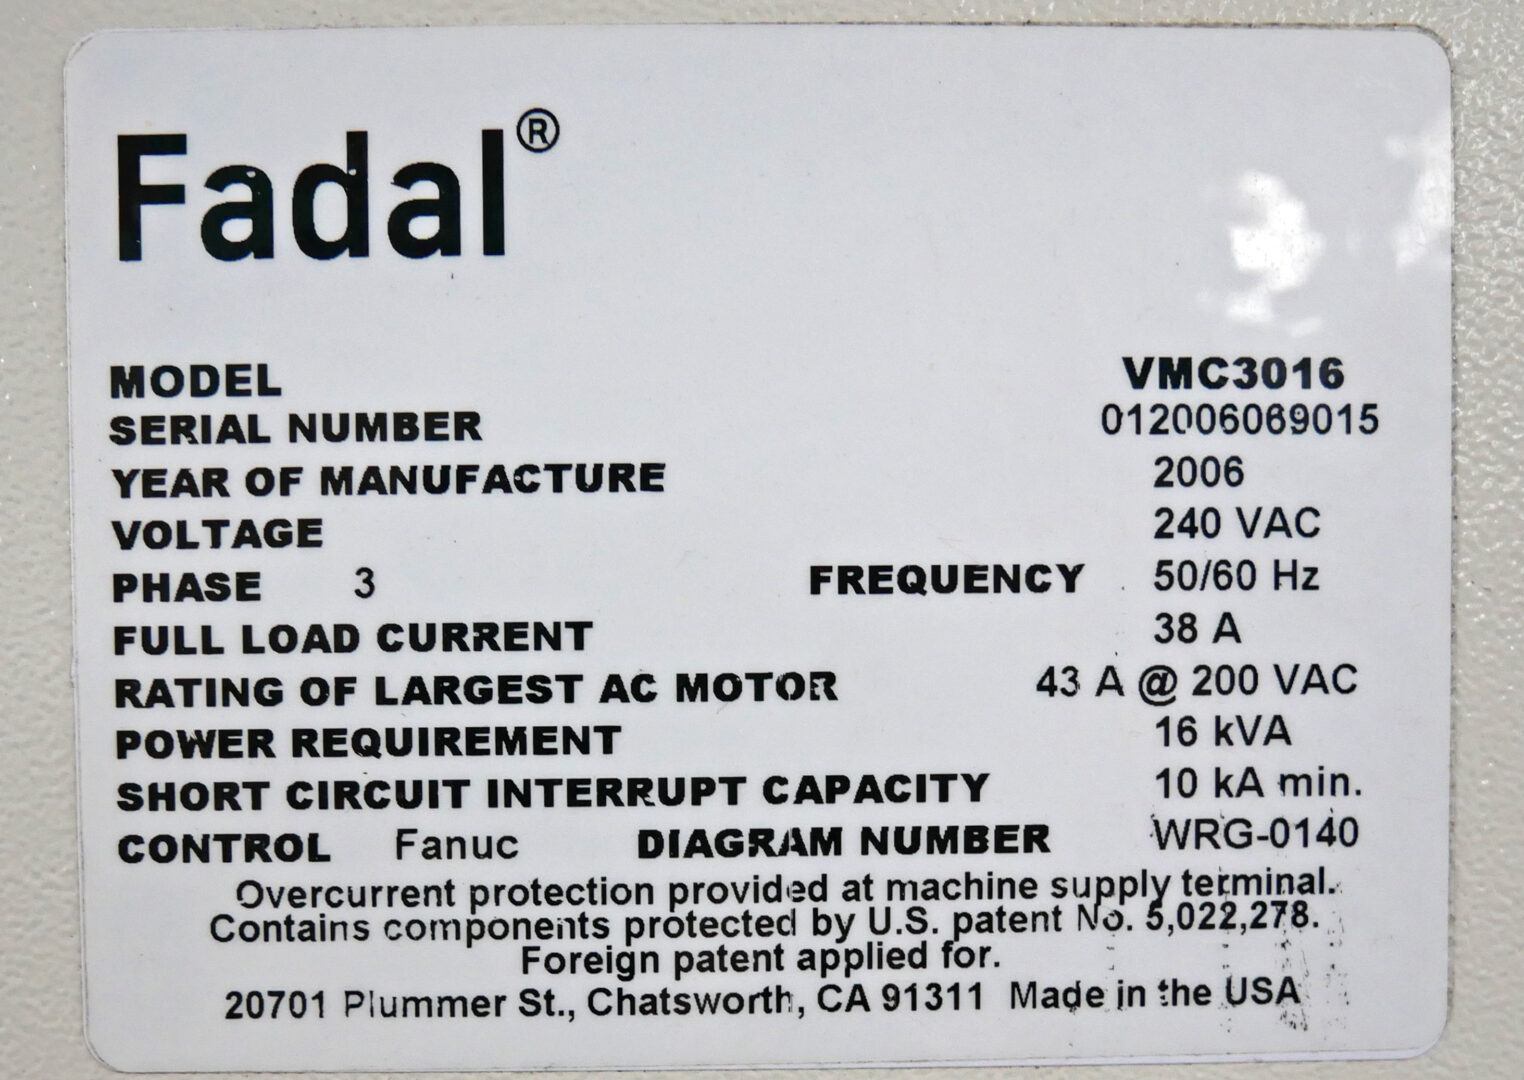 Fadal®
MODEL VMC3016
SERIAL NUMBER 012006069015
YEAR OF MANUFACTURE 2006
VOLTAGE 240 VAC
PHASE 3 FREQUENCY 50/60 Hz
FULL LOAD CURRENT 38 A
RATING OF LARGEST AC MOTOR 43 A @ 200 VAC
POWER REQUIREMENT 16 kVA
SHORT CIRCUIT INTERRUPT CAPACITY 10 kA min.
CONTROL Fanuc DIAGRAM NUMBER WRG-0140
Overcurrent protection provided at machine supply terminal.
Contains components protected by U.S. patent No. 5,022,278.
Foreign patent applied for.
20701 Plummer St., Chatsworth, CA 91311 Made in the USA